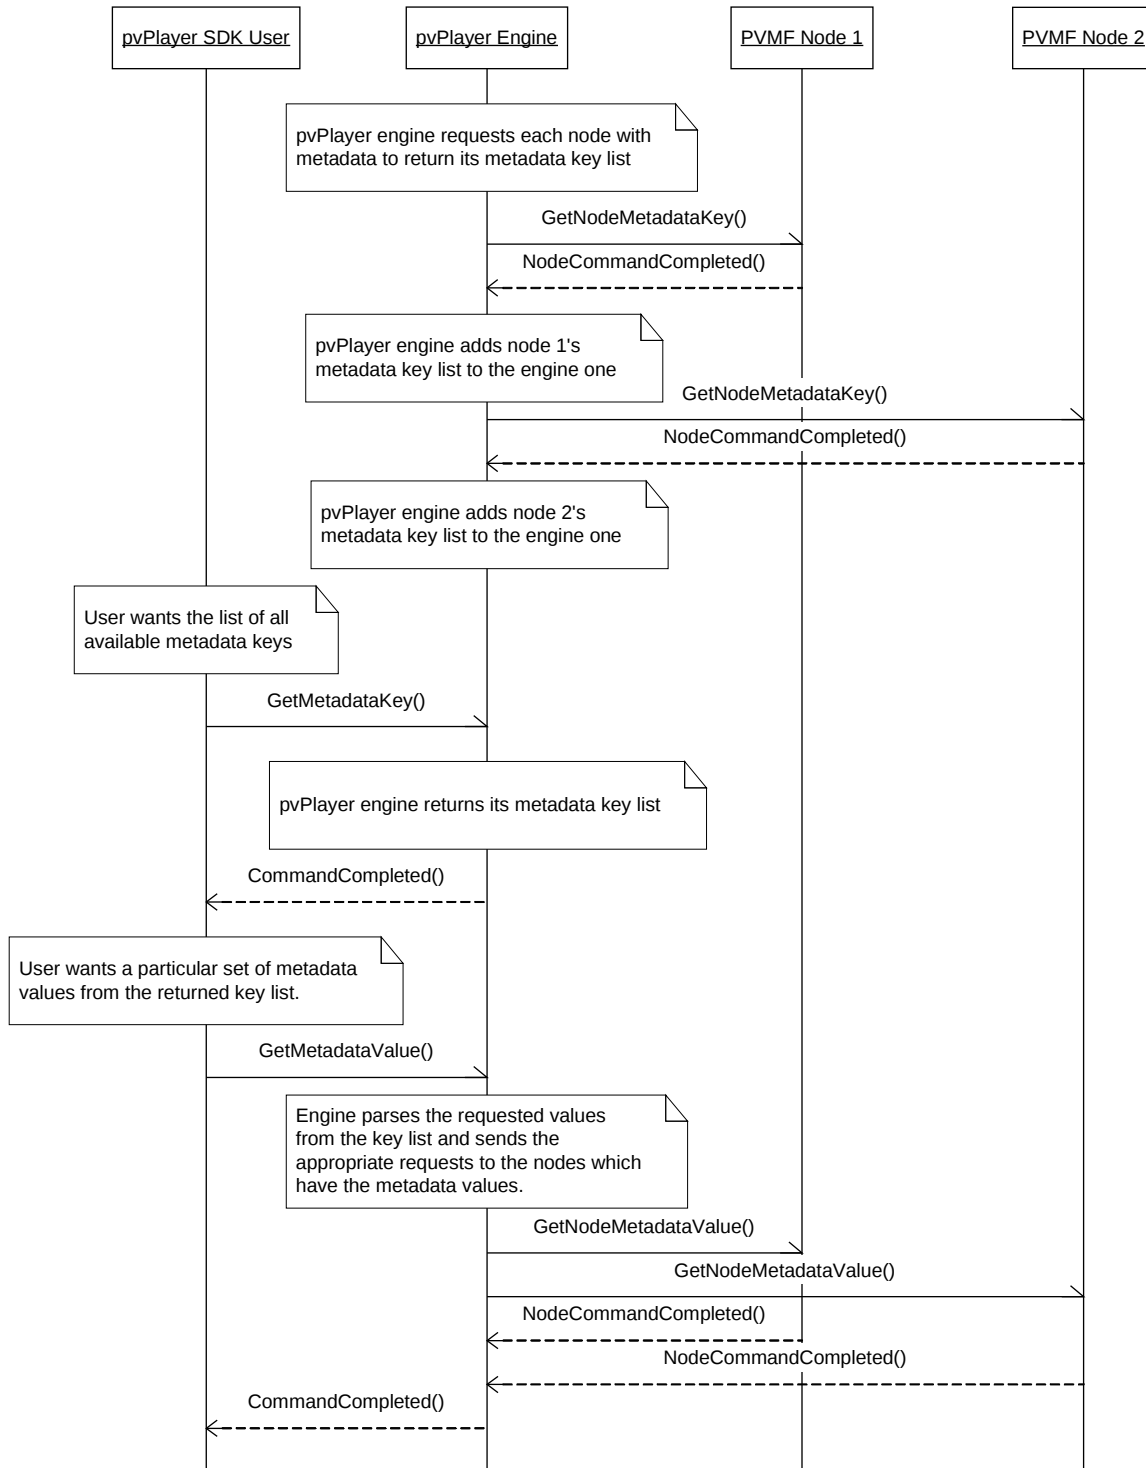 pvPlayer SDK User
pvPlayer Engine
PVMF Node 1
PVMF Node 2
pvPlayer engine requests each node with
metadata to return its metadata key list
GetNodeMetadataKey()
NodeCommandCompleted()
pvPlayer engine adds node 1's
metadata key list to the engine one
GetNodeMetadataKey()
NodeCommandCompleted()
pvPlayer engine adds node 2's
metadata key list to the engine one
User wants the list of all
available metadata keys
GetMetadataKey()
pvPlayer engine returns its metadata key list
CommandCompleted()
User wants a particular set of metadata
values from the returned key list.
GetMetadataValue()
Engine parses the requested values
from the key list and sends the
appropriate requests to the nodes which
have the metadata values.
GetNodeMetadataValue()
GetNodeMetadataValue()
NodeCommandCompleted()
NodeCommandCompleted()
CommandCompleted()